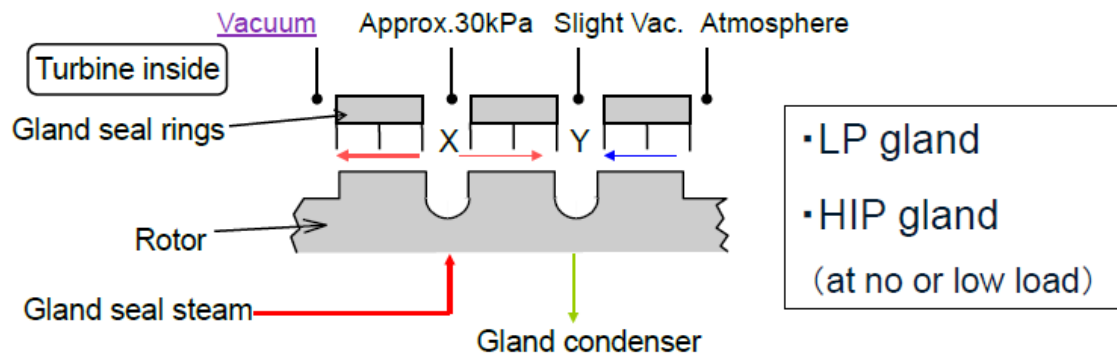 Vacuum
Approx.30kPa
Slight Vac.
Atmosphere
Turbine inside
Gland seal rings
X
Y
Rotor
Gland seal steam
Gland condenser
・LP gland
・HIP gland
(at no or low load)